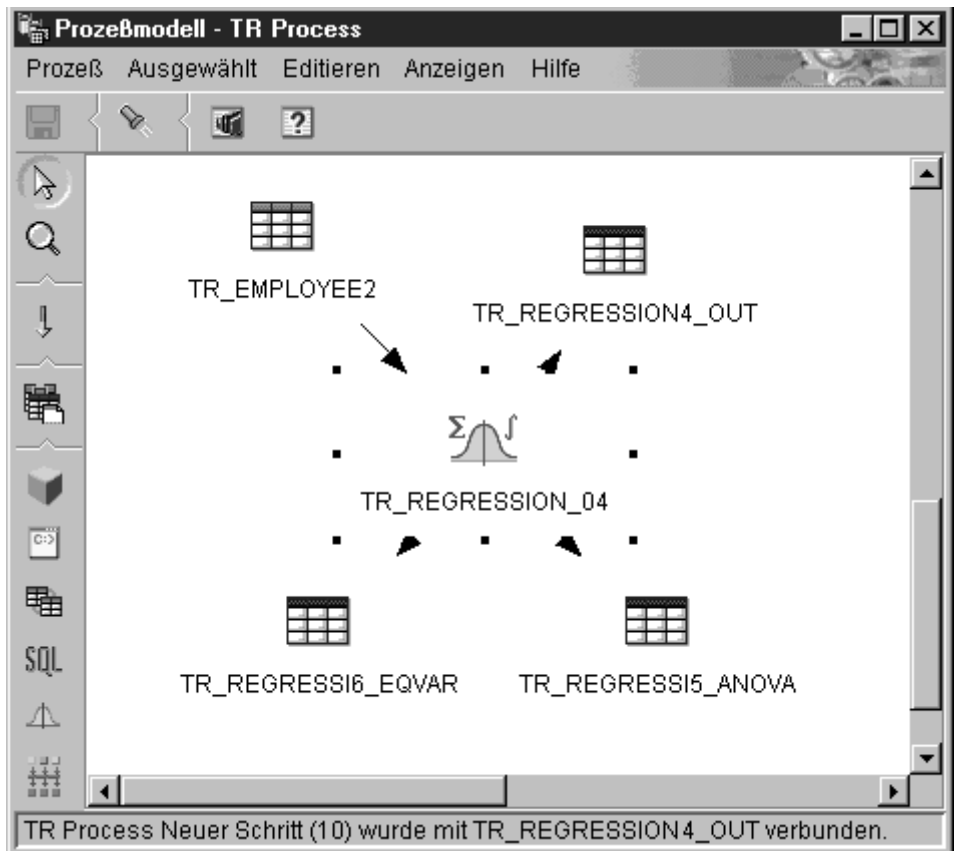 Prozeßmodell - TR Process
Prozeß Ausgewählt Editieren Anzeigen Hilfe
?
TR_EMPLOYEE2
TR_REGRESSION4_OUT
Σ ∫
TR_REGRESSION_04
C:>
TR_REGRESSI6_EQVAR TR_REGRESSI5_ANOVA
SQL
TR Process Neuer Schritt (10) wurde mit TR_REGRESSION4_OUT verbunden.